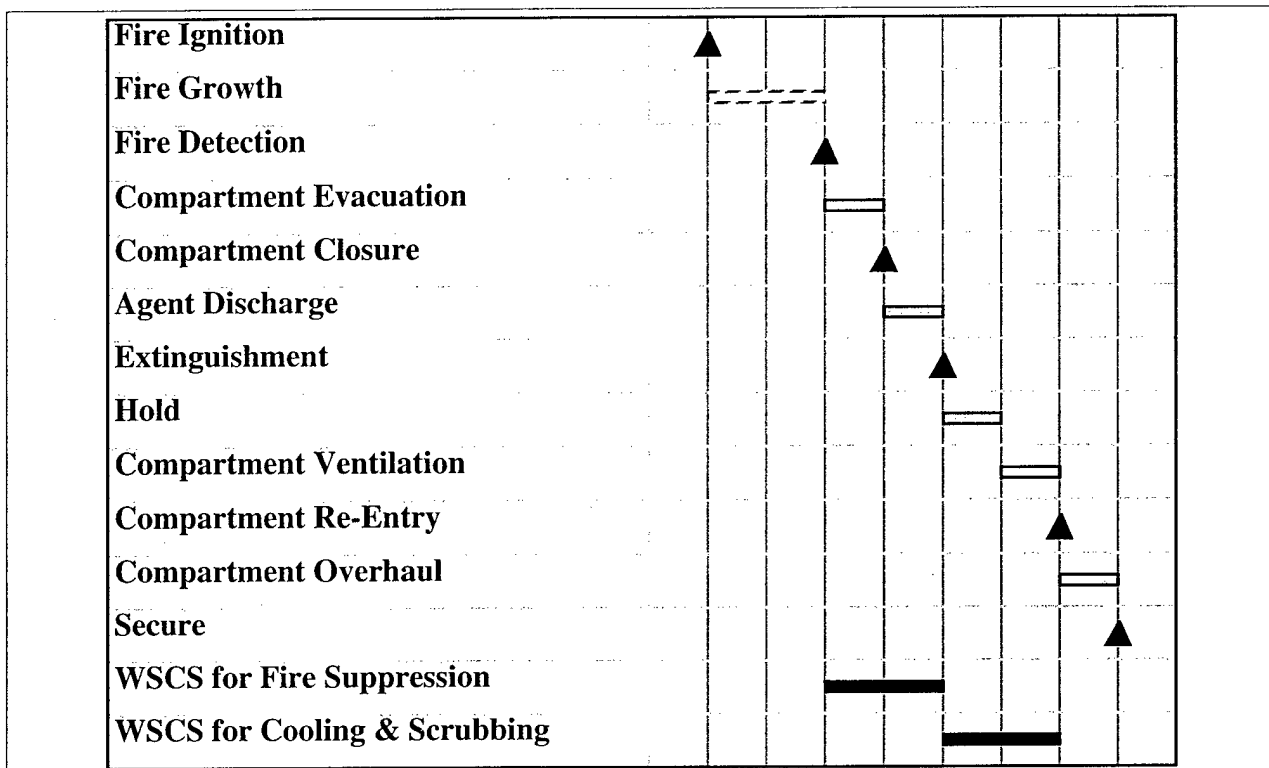 Fire Ignition
Fire Growth
Fire Detection
Compartment Evacuation
Compartment Closure
Agent Discharge
Extinguishment
Hold
Compartment Ventilation
Compartment Re-Entry
Compartment Overhaul
Secure
WSCS for Fire Suppression
WSCS for Cooling & Scrubbing